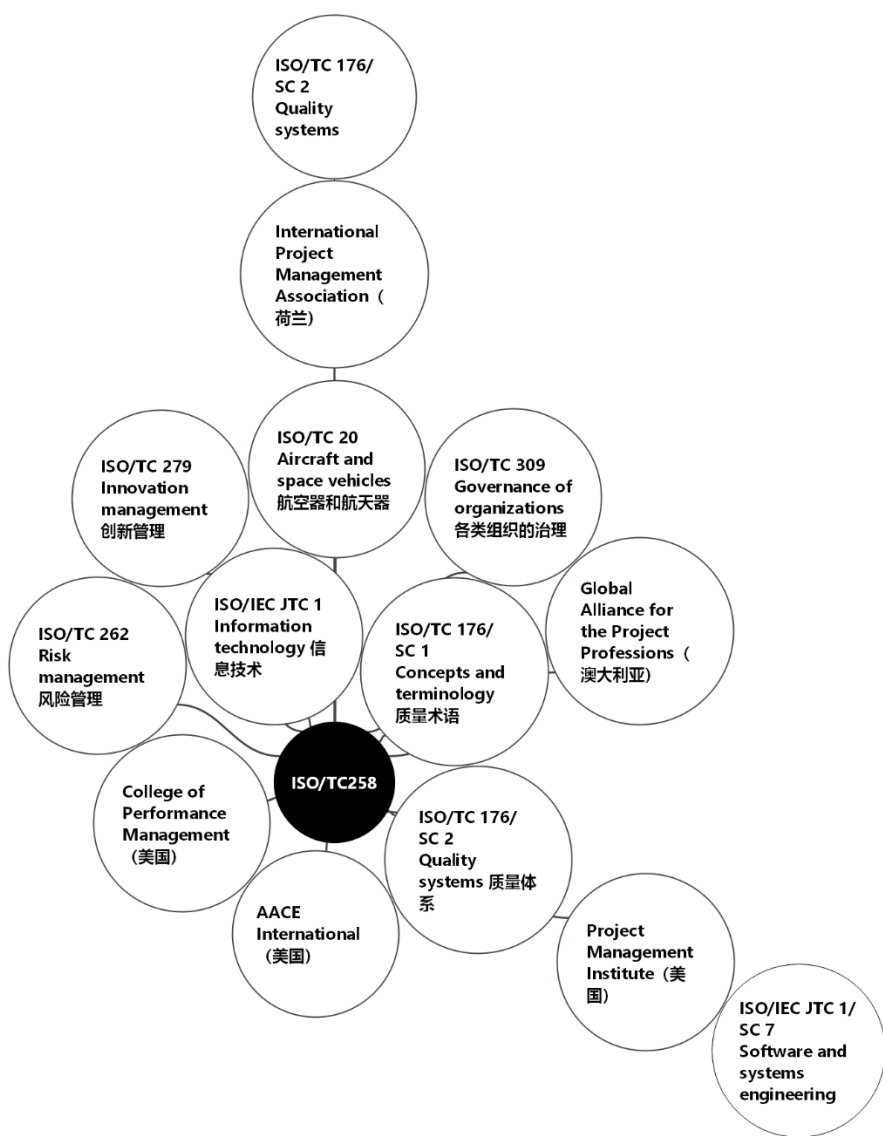 ISO/TC 176/
SC 2
Quality
systems
International
Project
Management
Association（
荷兰）
ISO/TC 20
Aircraft and
space vehicles
航空器和航天器
ISO/TC 279
Innovation
management
创新管理
ISO/TC 309
Governance of
organizations
各类组织的治理
ISO/IEC JTC 1
Information
technology 信
息技术
Global
Alliance for
the Project
Professions（
澳大利亚）
ISO/TC 262
Risk
management
风险管理
ISO/TC 176/
SC 1
Concepts and
terminology
质量术语
ISO/TC258
College of
Performance
Management
（美国）
ISO/TC 176/
SC 2
Quality
systems 质量体
系
AACE
International
（美国）
Project
Management
Institute（美
国）
ISO/IEC JTC 1/
SC 7
Software and
systems
engineering